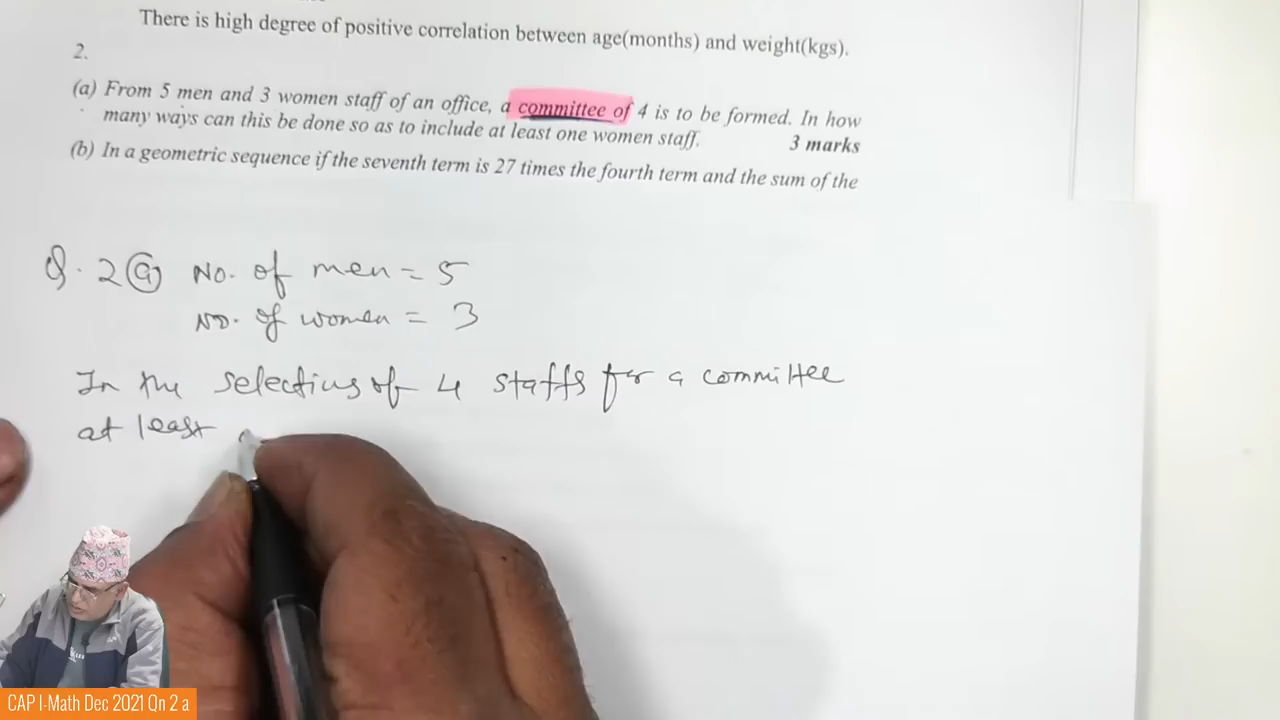 There is high degree of positive correlation between age(months) and weight(kgs).
2.
(a) From 5 men and 3 women staff of an office, a committee of 4 is to be formed. In how
many ways can this be done so as to include at least one women staff. 3 marks
(b) In a geometric sequence if the seventh term is 27 times the fourth term and the sum of the
Q. 2 (a) No. of men = 5
No. of women = 3
In the selections of 4 staffs for a committee
at least
CAP I-Math Dec 2021 Qn 2 a